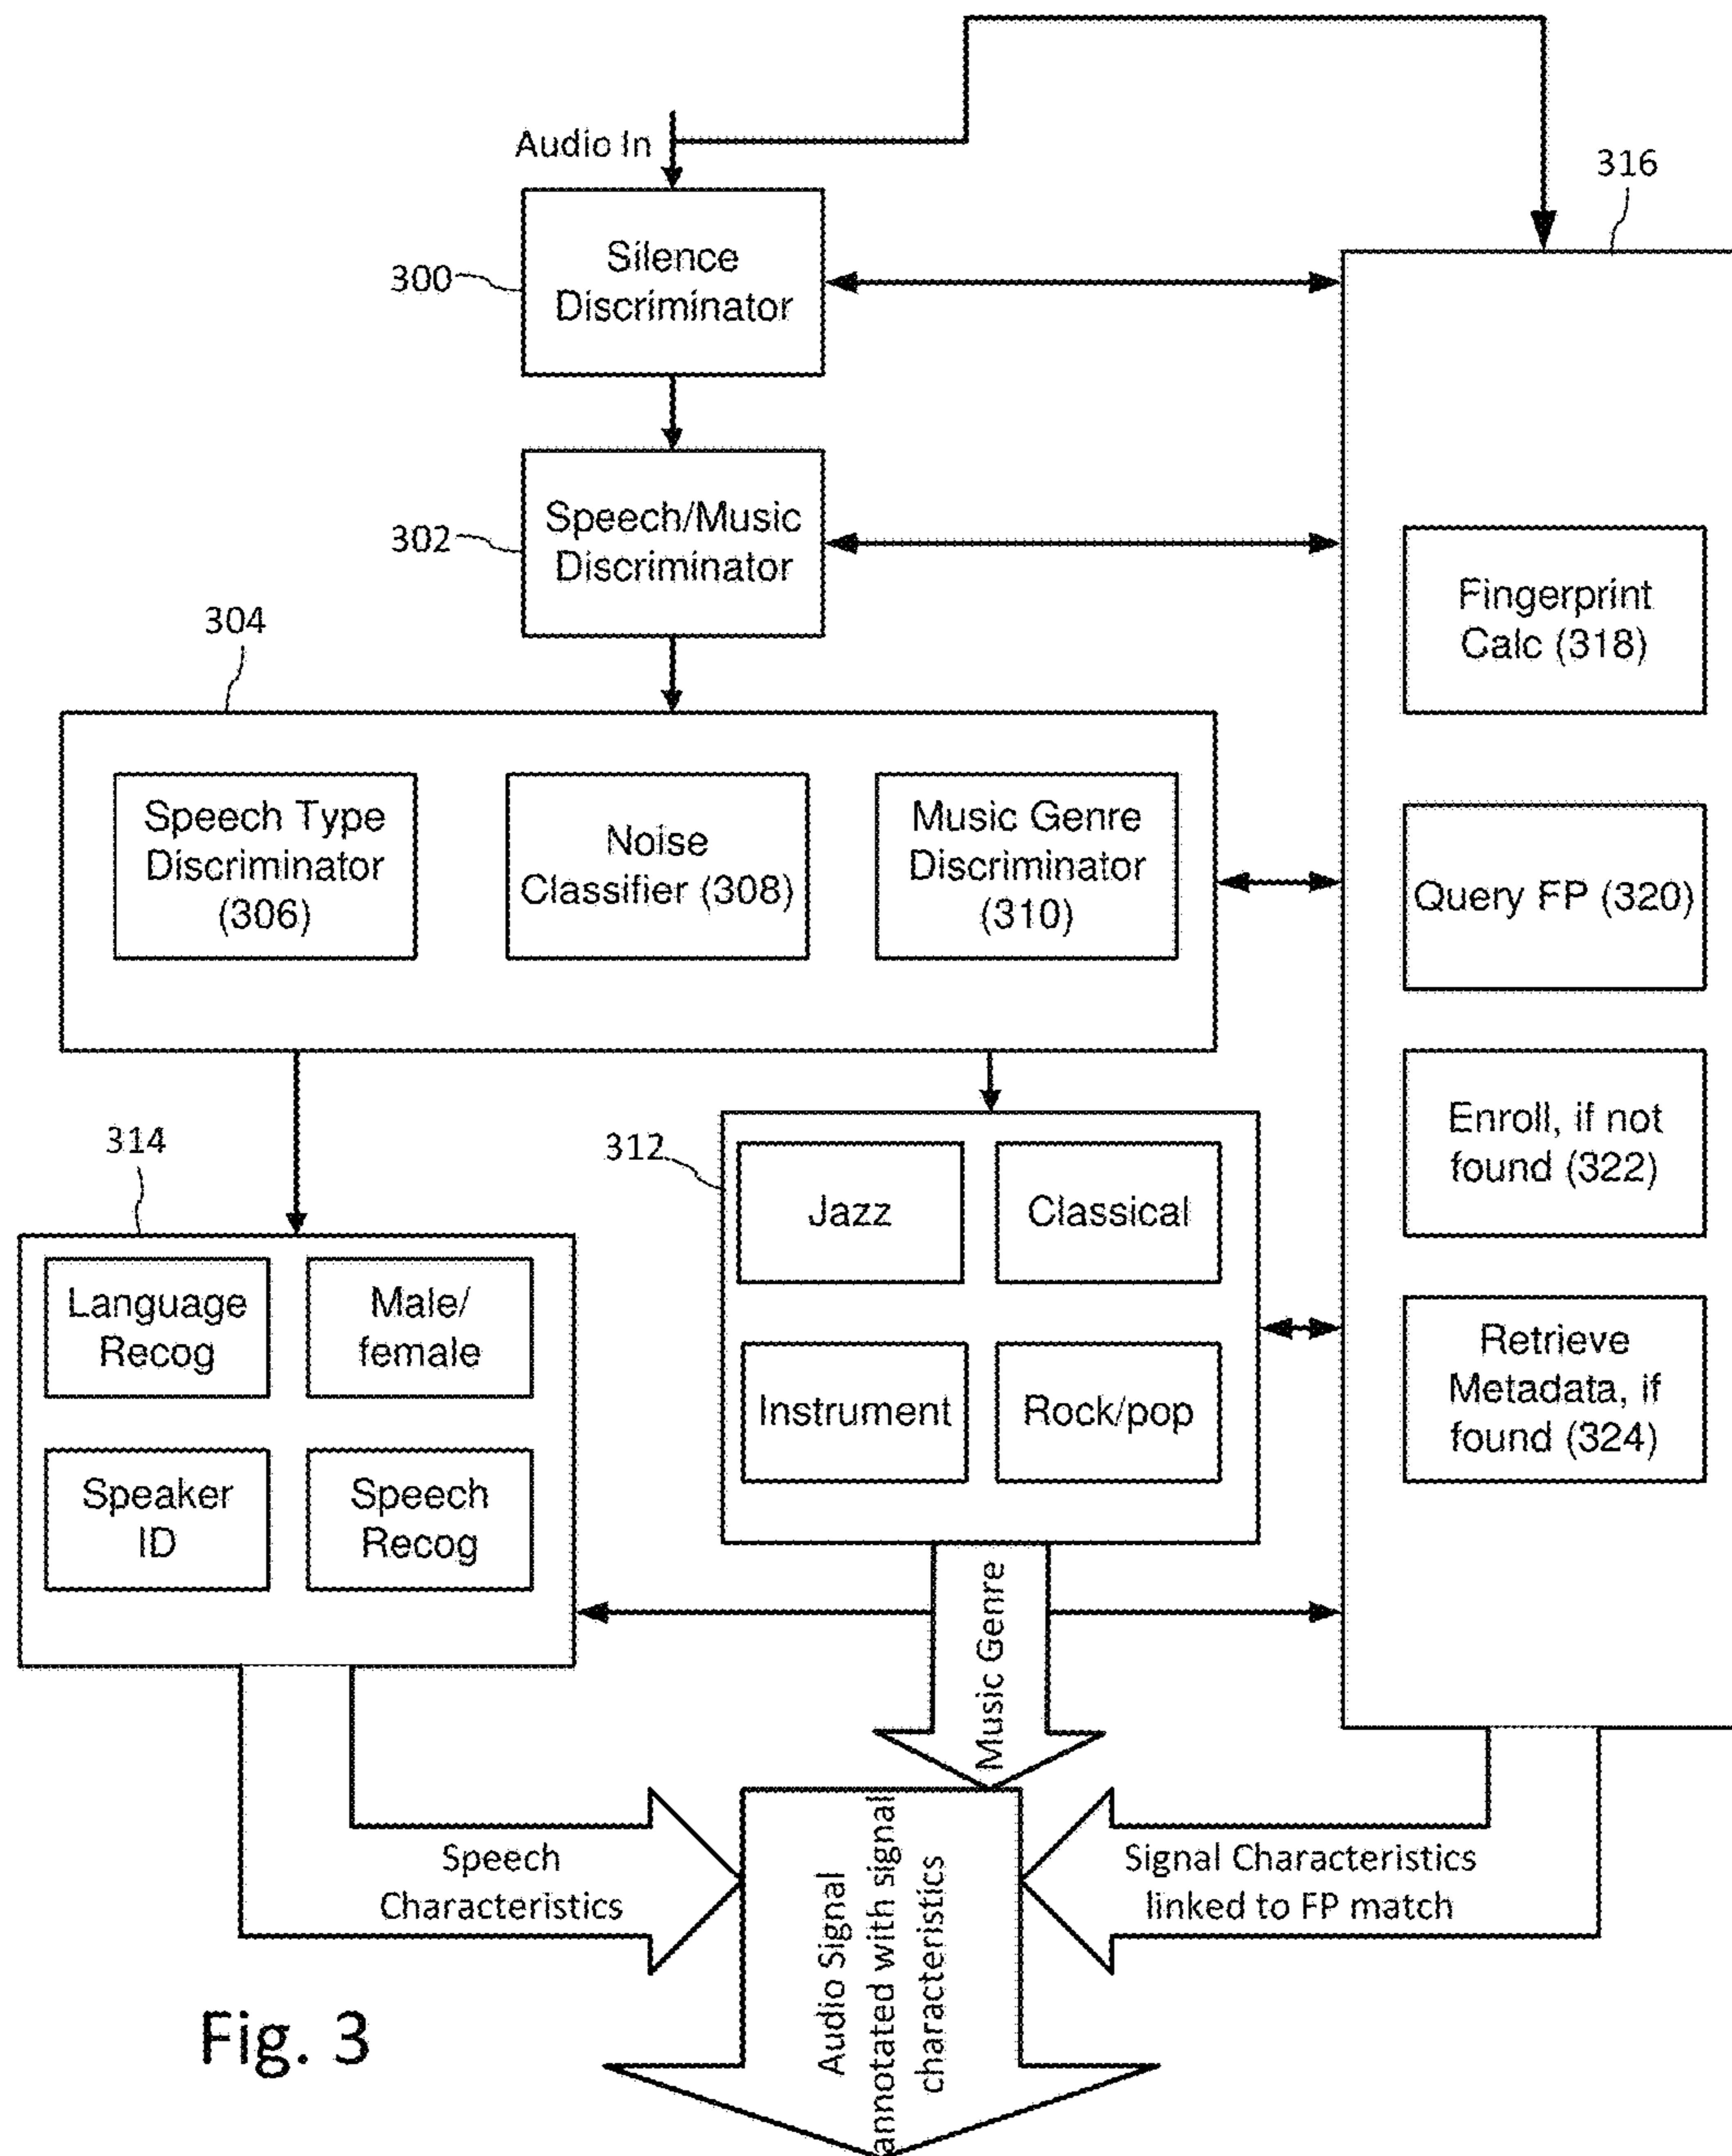 Audio In
316
300
Silence
Discriminator
302
Speech/Music
Discriminator
Fingerprint
Calc (318)
304
Speech Type
Discriminator
(306)
Noise
Classifier (308)
Music Genre
Discriminator
(310)
Query FP (320)
Enroll, if not
found (322)
314
312
Jazz
Classical
Language
Recog
Male/
female
Instrument
Rock/pop
Retrieve
Metadata, if
found (324)
Speaker
ID
Speech
Recog
Music Genre
Speech
Characteristics
Audio Signal
annotated with signal
characteristics
Signal Characteristics
linked to FP match
Fig. 3